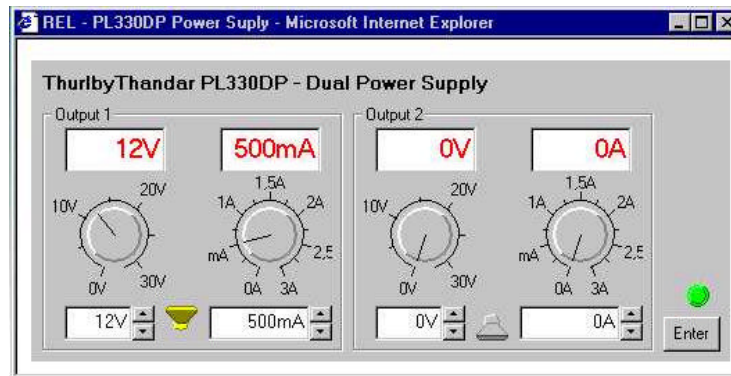 REL - PL330DP Power Suply - Microsoft Internet Explorer
ThurlbyThandar PL330DP - Dual Power Supply
Output 1
Output 2
12V 500mA 0V 0A
10V 20V 0V 30V
mA 1A 1,5A 2A 2,5 0A 3A
10V 20V 0V 30V
mA 1A 1,5A 2A 2,5 0A 3A
12V 500mA 0V 0A
Enter